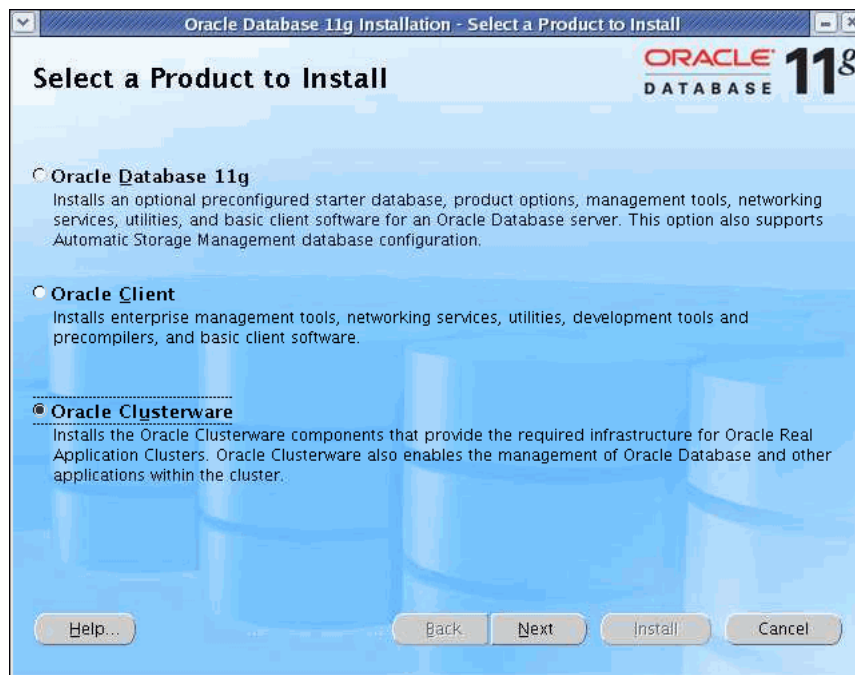 Oracle Database 11g Installation - Select a Product to Install
Select a Product to Install
ORACLE
DATABASE
11g
Oracle Database 11g
Installs an optional preconfigured starter database, product options, management tools, networking
services, utilities, and basic client software for an Oracle Database server. This option also supports
Automatic Storage Management database configuration.
Oracle Client
Installs enterprise management tools, networking services, utilities, development tools and
precompilers, and basic client software.
Oracle Clusterware
Installs the Oracle Clusterware components that provide the required infrastructure for Oracle Real
Application Clusters. Oracle Clusterware also enables the management of Oracle Database and other
applications within the cluster.
Help...
Back
Next
Install
Cancel